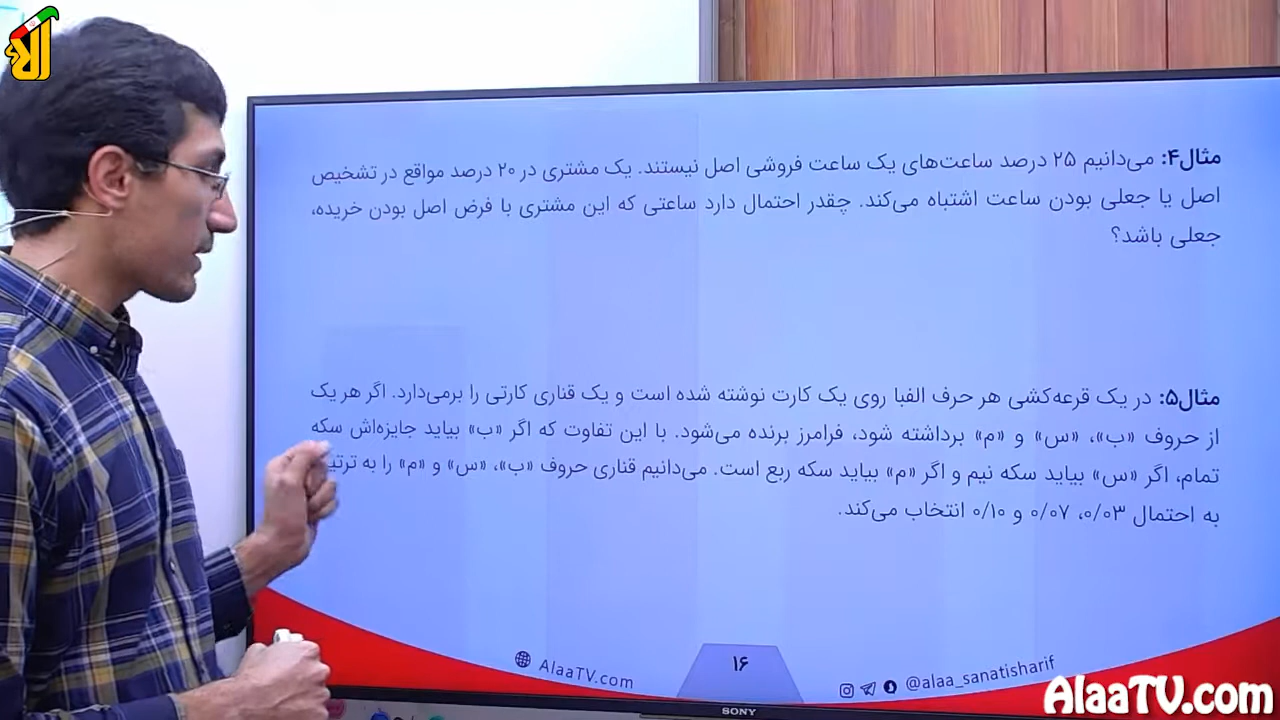 الا
مثال۴: می‌دانیم ۲۵ درصد ساعت‌های یک ساعت فروشی اصل نیستند. یک مشتری در ۲۰ درصد مواقع در تشخیص
اصل یا جعلی بودن ساعت اشتباه می‌کند. چقدر احتمال دارد ساعتی که این مشتری با فرض اصل بودن خریده،
جعلی باشد؟
مثال۵: در یک قرعه‌کشی هر حرف الفبا روی یک کارت نوشته شده است و یک قناری کارتی را برمی‌دارد. اگر هر یک
از حروف «ب»، «س» و «م» برداشته شود، فرامرز برنده می‌شود. با این تفاوت که اگر «ب» بیاید جایزه‌اش سکه
تمام، اگر «س» بیاید سکه نیم و اگر «م» بیاید سکه ربع است. می‌دانیم قناری حروف «ب»، «س» و «م» را به
به احتمال ۰/۰۳، ۰/۰۷ و ۰/۱۰ انتخاب می‌کند.
AlaaTV.com
۱۶
@alaa_sanatisharif
SONY
AlaaTV.com